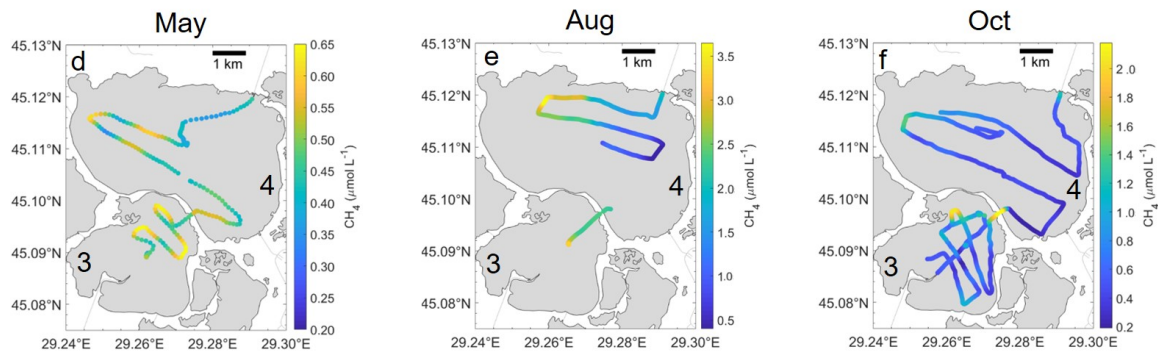 May
Aug
Oct
d
1 km
3
4
45.13°N
45.12°N
45.11°N
45.10°N
45.09°N
45.08°N
29.24°E
29.26°E
29.28°E
29.30°E
0.65
0.60
0.55
0.50
0.45
0.40
0.35
0.30
0.25
0.20
CH₄ (μmol L⁻¹)
e
1 km
3
4
45.13°N
45.12°N
45.11°N
45.10°N
45.09°N
45.08°N
29.24°E
29.26°E
29.28°E
29.30°E
3.5
3.0
2.5
2.0
1.5
1.0
0.5
CH₄ (μmol L⁻¹)
f
1 km
3
4
45.13°N
45.12°N
45.11°N
45.10°N
45.09°N
45.08°N
29.24°E
29.26°E
29.28°E
29.30°E
2.0
1.8
1.6
1.4
1.2
1.0
0.8
0.6
0.4
0.2
CH₄ (μmol L⁻¹)